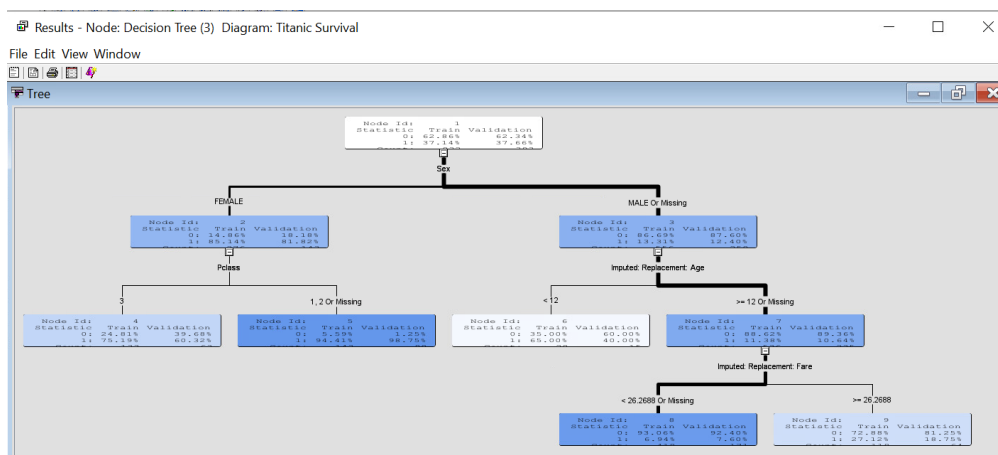 Results - Node: Decision Tree (3) Diagram: Titanic Survival
File Edit View Window
Tree
Node Id: 1
Statistic Train Validation
0: 62.86% 62.34%
1: 37.14% 37.66%
Sex
FEMALE
MALE Or Missing
Node Id: 2
Statistic Train Validation
0: 14.86% 18.18%
1: 85.14% 81.82%
Node Id: 3
Statistic Train Validation
0: 86.69% 87.60%
1: 13.31% 12.40%
Pclass
Imputed: Replacement: Age
3
1, 2 Or Missing
< 12
>= 12 Or Missing
Node Id: 4
Statistic Train Validation
0: 24.81% 39.68%
1: 75.19% 60.32%
Node Id: 5
Statistic Train Validation
0: 5.59% 1.25%
1: 94.41% 98.75%
Node Id: 6
Statistic Train Validation
0: 35.00% 60.00%
1: 65.00% 40.00%
Node Id: 7
Statistic Train Validation
0: 88.62% 89.36%
1: 11.38% 10.64%
Imputed: Replacement: Fare
< 26.2688 Or Missing
>= 26.2688
Node Id: 8
Statistic Train Validation
0: 93.06% 92.40%
1: 6.94% 7.60%
Node Id: 9
Statistic Train Validation
0: 72.88% 81.25%
1: 27.12% 18.75%